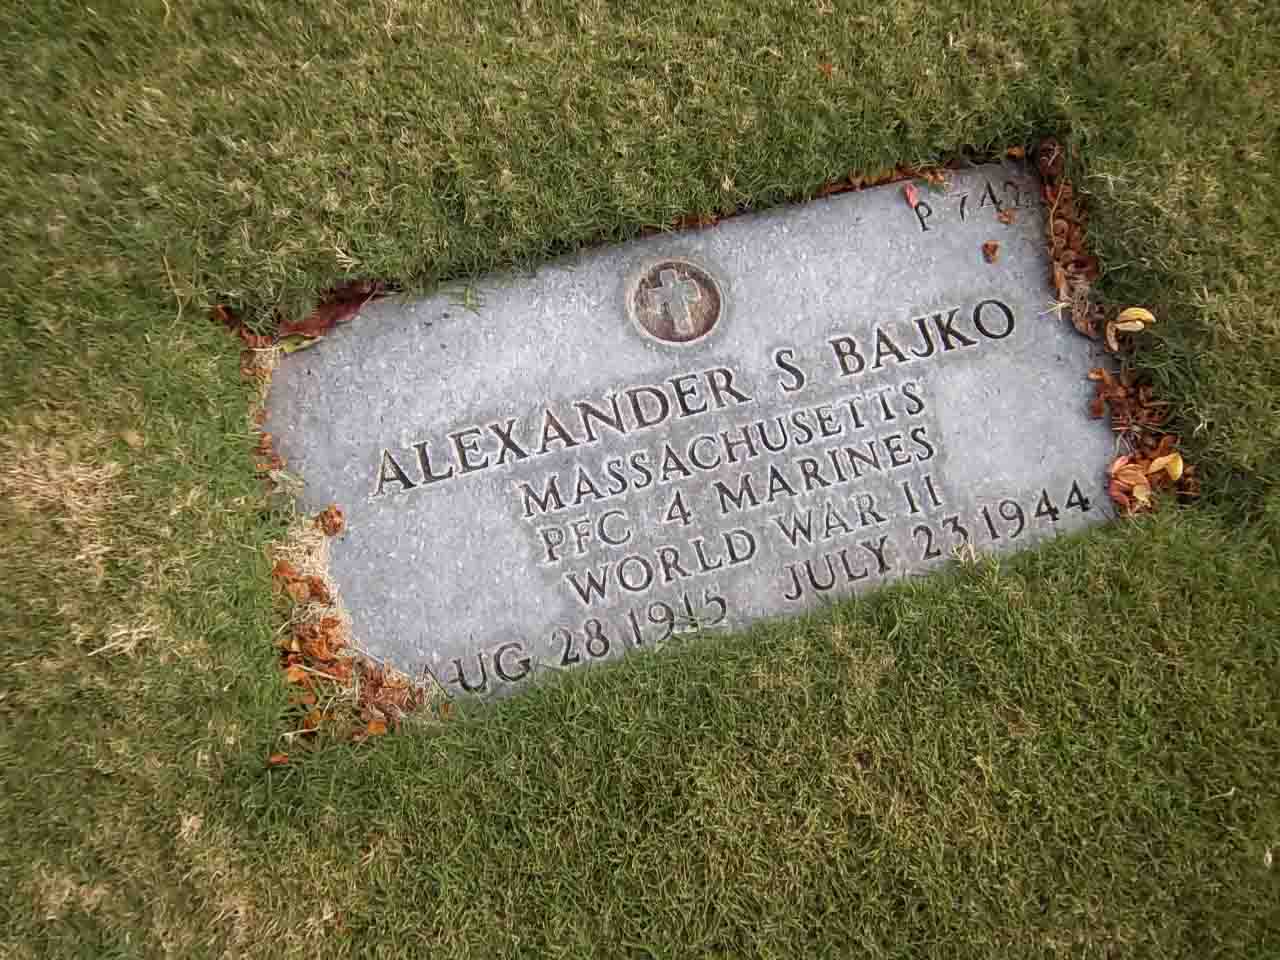 P 742
ALEXANDER S BAJKO
MASSACHUSETTS
PFC 4 MARINES
WORLD WAR II
AUG 28 1915 JULY 23 1944